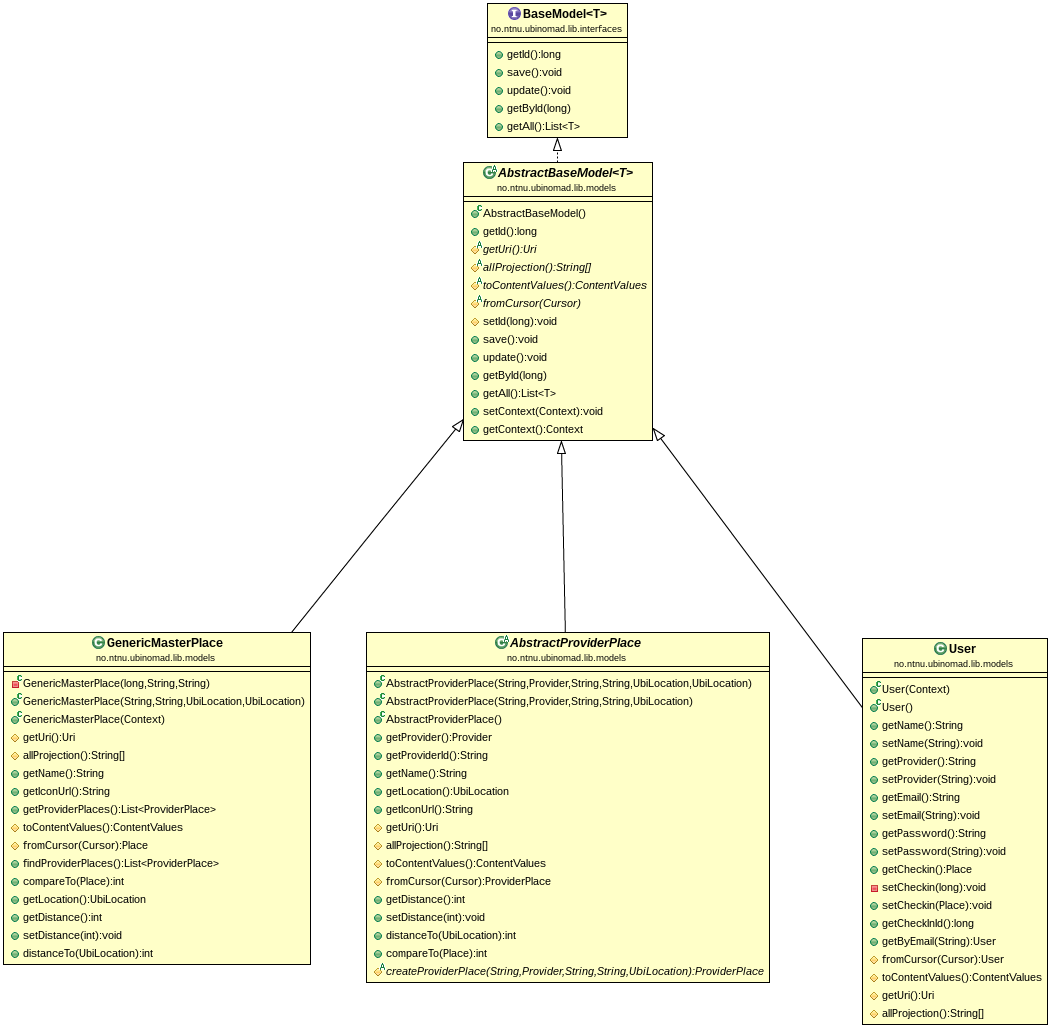 BaseModel<T>
no.ntnu.ubinomad.lib.interfaces
getId():long
save():void
update():void
getById(long)
getAll():List<T>
AbstractBaseModel<T>
no.ntnu.ubinomad.lib.models
AbstractBaseModel()
getId():long
getUri():Uri
allProjection():String[]
toContentValues():ContentValues
fromCursor(Cursor)
setId(long):void
save():void
update():void
getById(long)
getAll():List<T>
setContext(Context):void
getContext():Context
GenericMasterPlace
no.ntnu.ubinomad.lib.models
GenericMasterPlace(long,String,String)
GenericMasterPlace(String,String,UbiLocation,UbiLocation)
GenericMasterPlace(Context)
getUri():Uri
allProjection():String[]
getName():String
getIconUrl():String
getProviderPlaces():List<ProviderPlace>
toContentValues():ContentValues
fromCursor(Cursor):Place
findProviderPlaces():List<ProviderPlace>
compareTo(Place):int
getLocation():UbiLocation
getDistance():int
setDistance(int):void
distanceTo(UbiLocation):int
AbstractProviderPlace
no.ntnu.ubinomad.lib.models
AbstractProviderPlace(String,Provider,String,String,UbiLocation,UbiLocation)
AbstractProviderPlace(String,Provider,String,String,UbiLocation)
AbstractProviderPlace()
getProvider():Provider
getProviderId():String
getName():String
getLocation():UbiLocation
getIconUrl():String
getUri():Uri
allProjection():String[]
toContentValues():ContentValues
fromCursor(Cursor):ProviderPlace
getDistance():int
setDistance(int):void
distanceTo(UbiLocation):int
compareTo(Place):int
createProviderPlace(String,Provider,String,String,UbiLocation):ProviderPlace
User
no.ntnu.ubinomad.lib.models
User(Context)
User()
getName():String
setName(String):void
getProvider():String
setProvider(String):void
getEmail():String
setEmail(String):void
getPassword():String
setPassword(String):void
getCheckin():Place
setCheckin(long):void
setCheckin(Place):void
getCheckInId():long
getByEmail(String):User
fromCursor(Cursor):User
toContentValues():ContentValues
getUri():Uri
allProjection():String[]